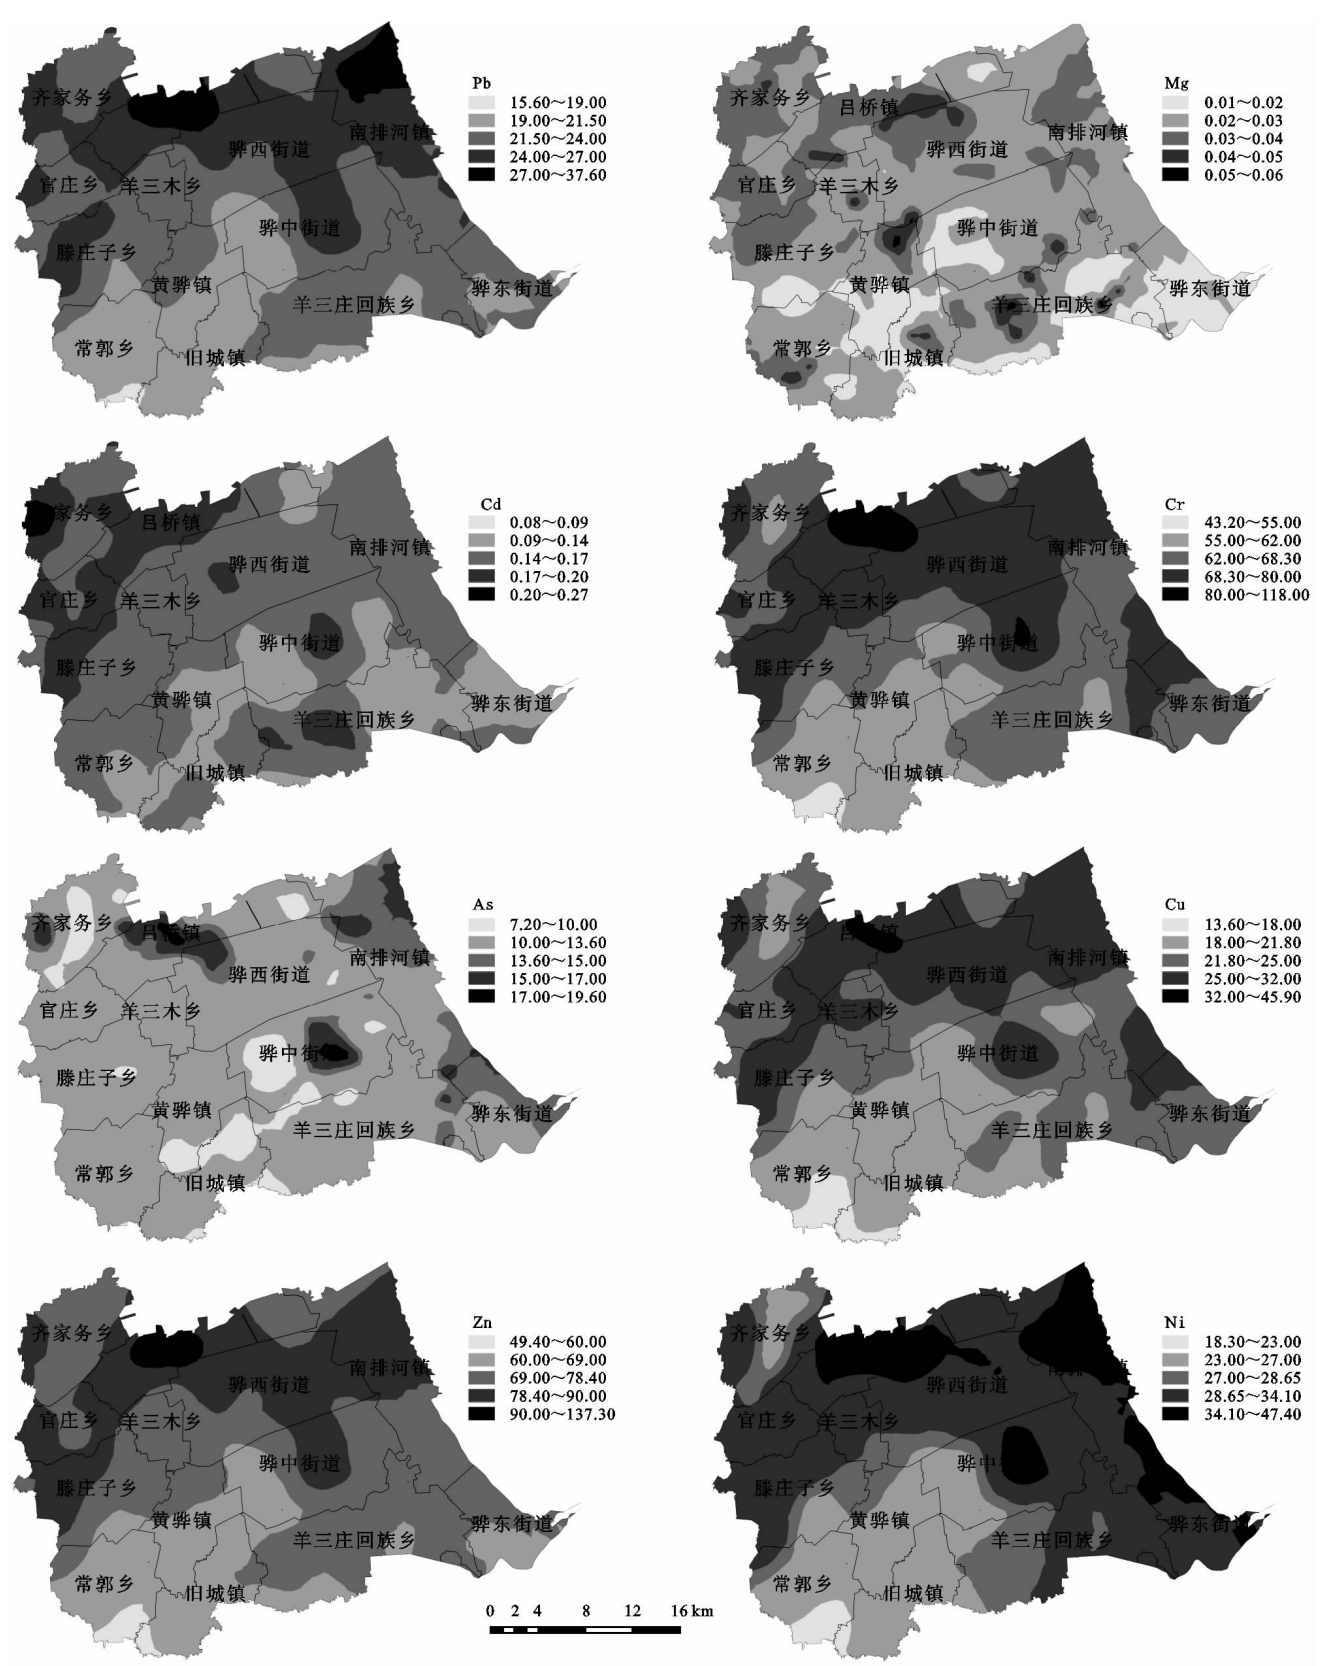 Pb
15.60~19.00
19.00~21.50
21.50~24.00
24.00~27.00
27.00~37.60
齐家务乡
南排河镇
骅西街道
官庄乡
羊三木乡
骅中街道
滕庄子乡
黄骅镇
骅东街道
羊三庄回族乡
常郭乡
旧城镇
Mg
0.01~0.02
0.02~0.03
0.03~0.04
0.04~0.05
0.05~0.06
齐家务乡
吕桥镇
南排河镇
骅西街道
官庄乡
羊三木乡
骅中街道
滕庄子乡
黄骅镇
骅东街道
羊三庄回族乡
常郭乡
旧城镇
Cd
0.08~0.09
0.09~0.14
0.14~0.17
0.17~0.20
0.20~0.27
家务乡
吕桥镇
南排河镇
骅西街道
官庄乡
羊三木乡
骅中街道
滕庄子乡
黄骅镇
骅东街道
羊三庄回族乡
常郭乡
旧城镇
Cr
43.20~55.00
55.00~62.00
62.00~68.30
68.30~80.00
80.00~118.00
齐家务乡
南排河镇
骅西街道
官庄乡
羊三木乡
骅中街道
滕庄子乡
黄骅镇
骅东街道
羊三庄回族乡
常郭乡
旧城镇
As
7.20~10.00
10.00~13.60
13.60~15.00
15.00~17.00
17.00~19.60
齐家务乡
吕桥镇
南排河镇
骅西街道
官庄乡
羊三木乡
骅中街
滕庄子乡
黄骅镇
骅东街道
羊三庄回族乡
常郭乡
旧城镇
Cu
13.60~18.00
18.00~21.80
21.80~25.00
25.00~32.00
32.00~45.90
齐家务乡
镇
南排河镇
骅西街道
官庄乡
羊三木乡
骅中街道
滕庄子乡
黄骅镇
骅东街道
羊三庄回族乡
常郭乡
旧城镇
Zn
49.40~60.00
60.00~69.00
69.00~78.40
78.40~90.00
90.00~137.30
齐家务乡
南排河镇
骅西街道
官庄乡
羊三木乡
骅中街道
滕庄子乡
黄骅镇
骅东街道
羊三庄回族乡
常郭乡
旧城镇
Ni
18.30~23.00
23.00~27.00
27.00~28.65
28.65~34.10
34.10~47.40
齐家务乡
骅西街道
官庄乡
羊三木乡
骅中
滕庄子乡
黄骅镇
骅东街
羊三庄回族乡
常郭乡
旧城镇
0 2 4 8 12 16 km